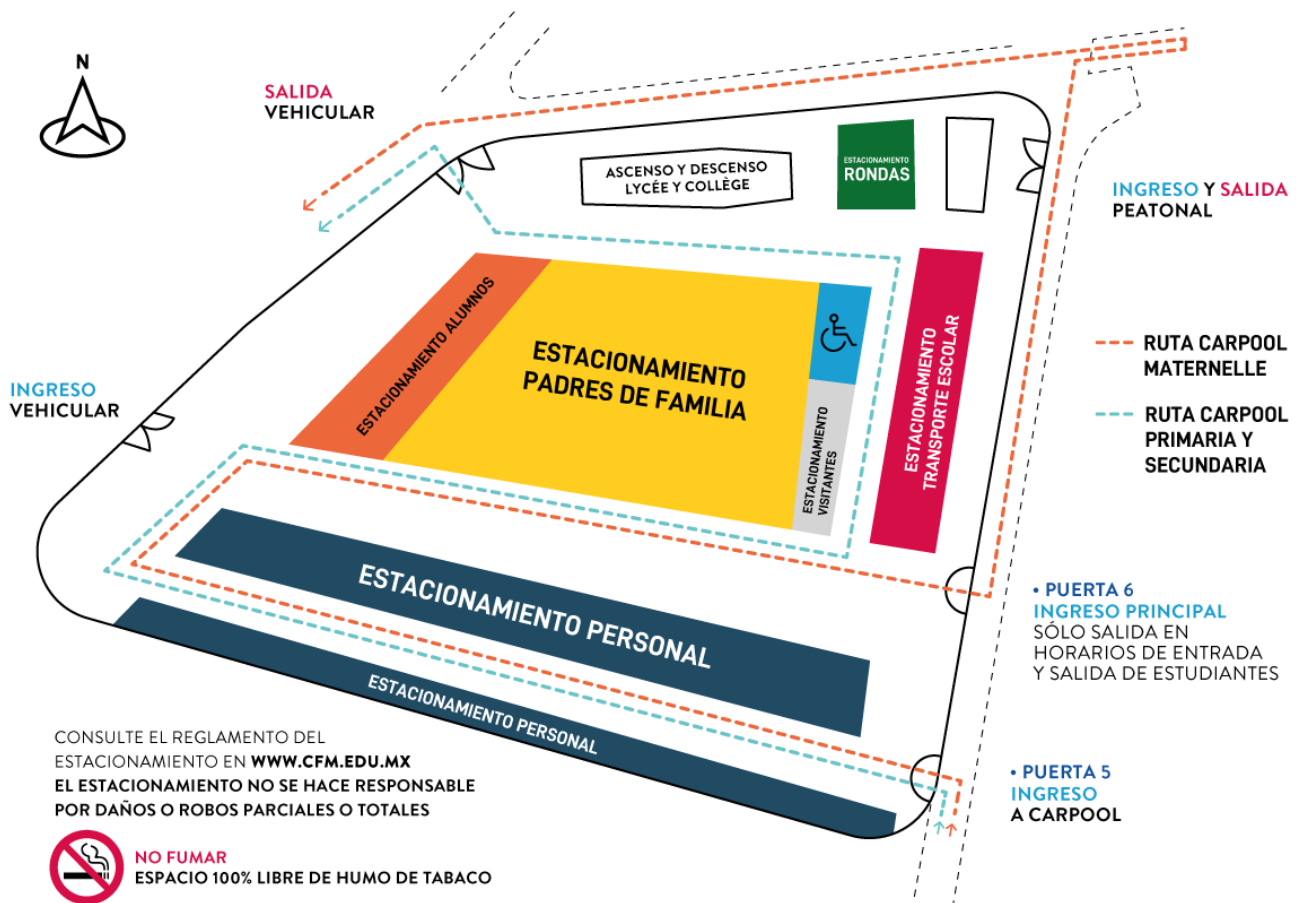 N
SALIDA
VEHICULAR
ASCENSO Y DESCENSO
LYCÉE Y COLLÈGE
ESTACIONAMIENTO
RONDAS
INGRESO Y SALIDA
PEATONAL
ESTACIONAMIENTO ALUMNOS
ESTACIONAMIENTO
PADRES DE FAMILIA
ESTACIONAMIENTO
VISITANTES
ESTACIONAMIENTO
TRANSPORTE ESCOLAR
RUTA CARPOOL
MATERNELLE
RUTA CARPOOL
PRIMARIA Y
SECUNDARIA
INGRESO
VEHICULAR
ESTACIONAMIENTO PERSONAL
ESTACIONAMIENTO PERSONAL
• PUERTA 6
INGRESO PRINCIPAL
SÓLO SALIDA EN
HORARIOS DE ENTRADA
Y SALIDA DE ESTUDIANTES
• PUERTA 5
INGRESO
A CARPOOL
CONSULTE EL REGLAMENTO DEL
ESTACIONAMIENTO EN WWW.CFM.EDU.MX
EL ESTACIONAMIENTO NO SE HACE RESPONSABLE
POR DAÑOS O ROBOS PARCIALES O TOTALES
NO FUMAR
ESPACIO 100% LIBRE DE HUMO DE TABACO